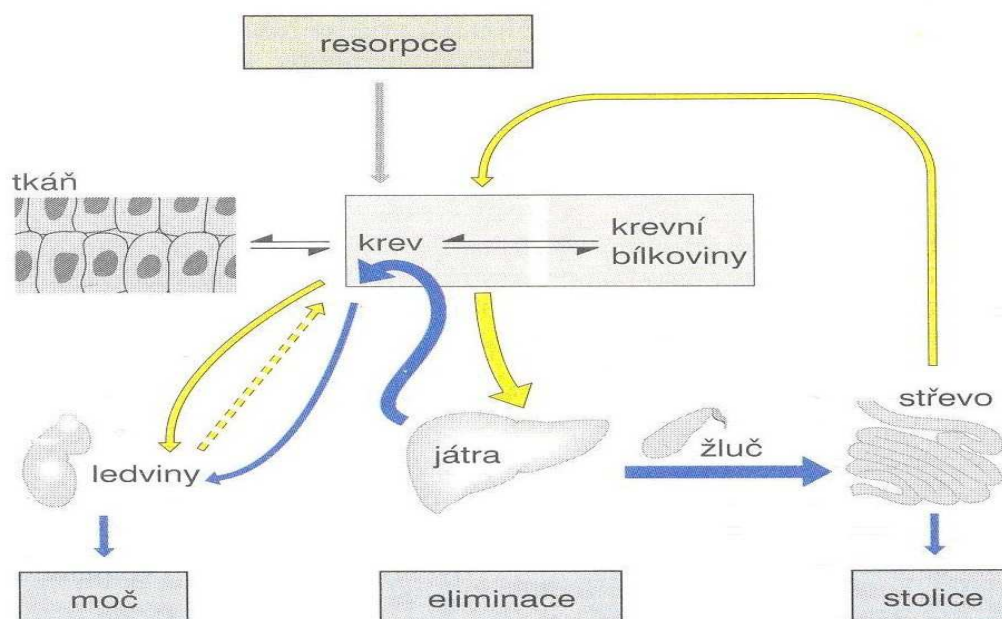 resorpce
tkáň
krev
krevní
bílkoviny
střevo
játra
žluč
ledviny
moč
eliminace
stolice